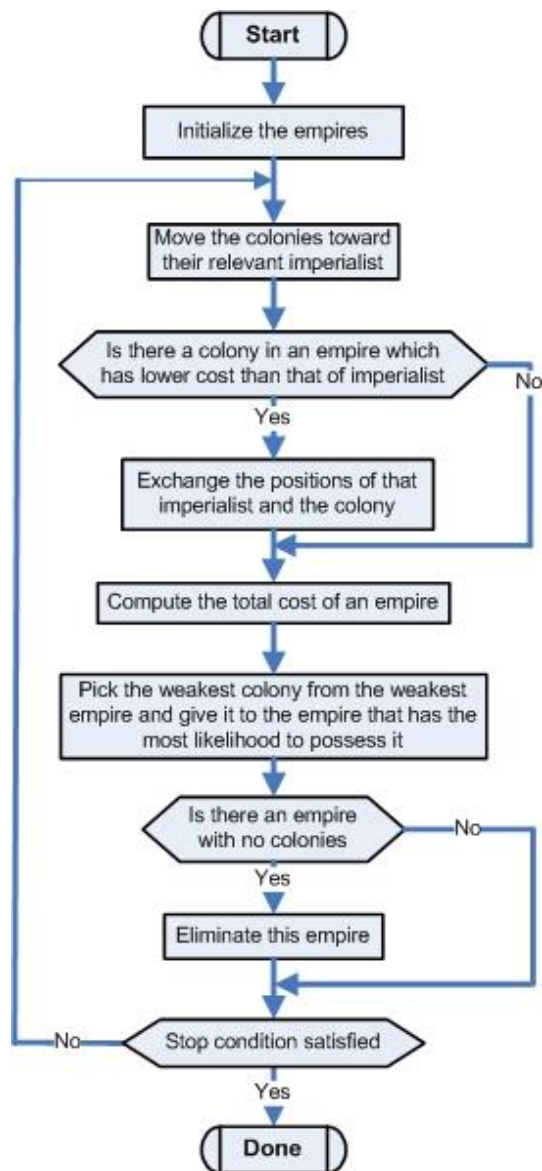 Start
Initialize the empires
Move the colonies toward
their relevant imperialist
Is there a colony in an empire which
has lower cost than that of imperialist
No
Yes
Exchange the positions of that
imperialist and the colony
Compute the total cost of an empire
Pick the weakest colony from the weakest
empire and give it to the empire that has the
most likelihood to possess it
Is there an empire
with no colonies
No
Yes
Eliminate this empire
No
Stop condition satisfied
Yes
Done